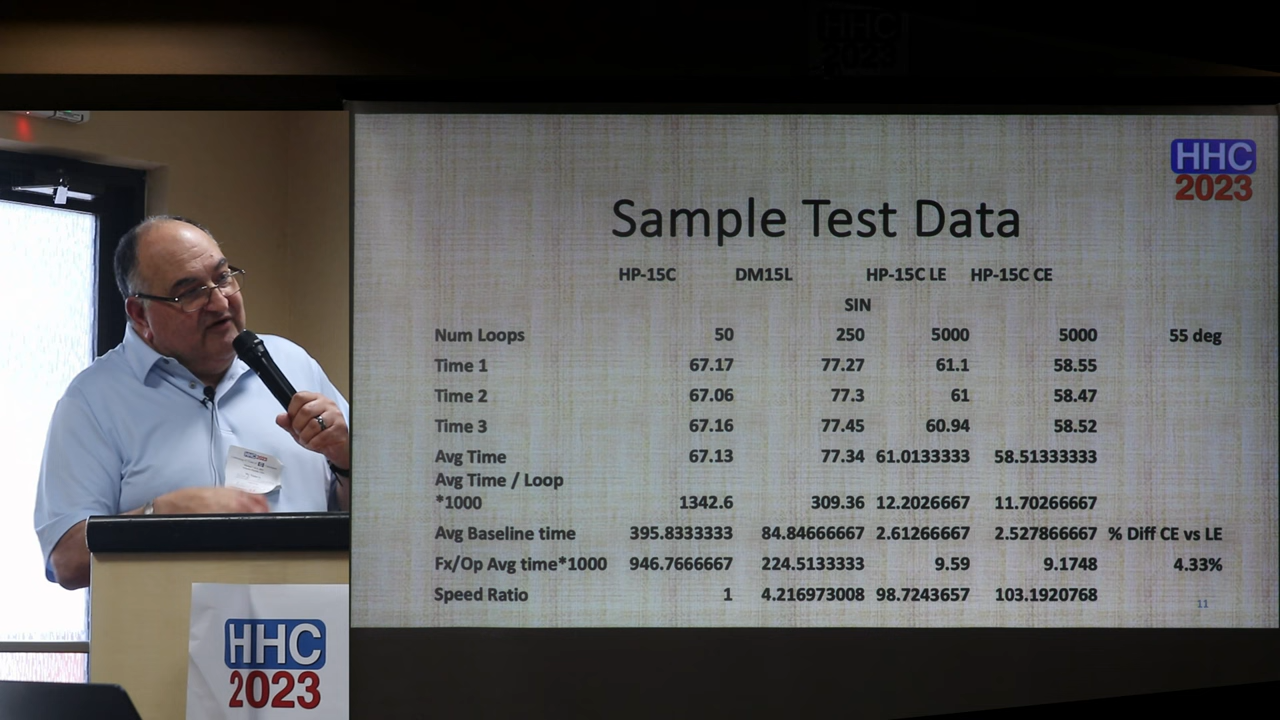 HHC
2023
Sample Test Data
HP-15C DM15L HP-15C LE HP-15C CE
SIN
Num Loops 50 250 5000 5000 55 deg
Time 1 67.17 77.27 61.1 58.55
Time 2 67.06 77.3 61 58.47
Time 3 67.16 77.45 60.94 58.52
Avg Time 67.13 77.34 61.0133333 58.51333333
Avg Time / Loop
*1000 1342.6 309.36 12.2026667 11.70266667
Avg Baseline time 395.8333333 84.84666667 2.61266667 2.527866667 % Diff CE vs LE
Fx/Op Avg time*1000 946.7666667 224.5133333 9.59 9.1748 4.33%
Speed Ratio 1 4.216973008 98.7243657 103.1920768
11
HHC
2023